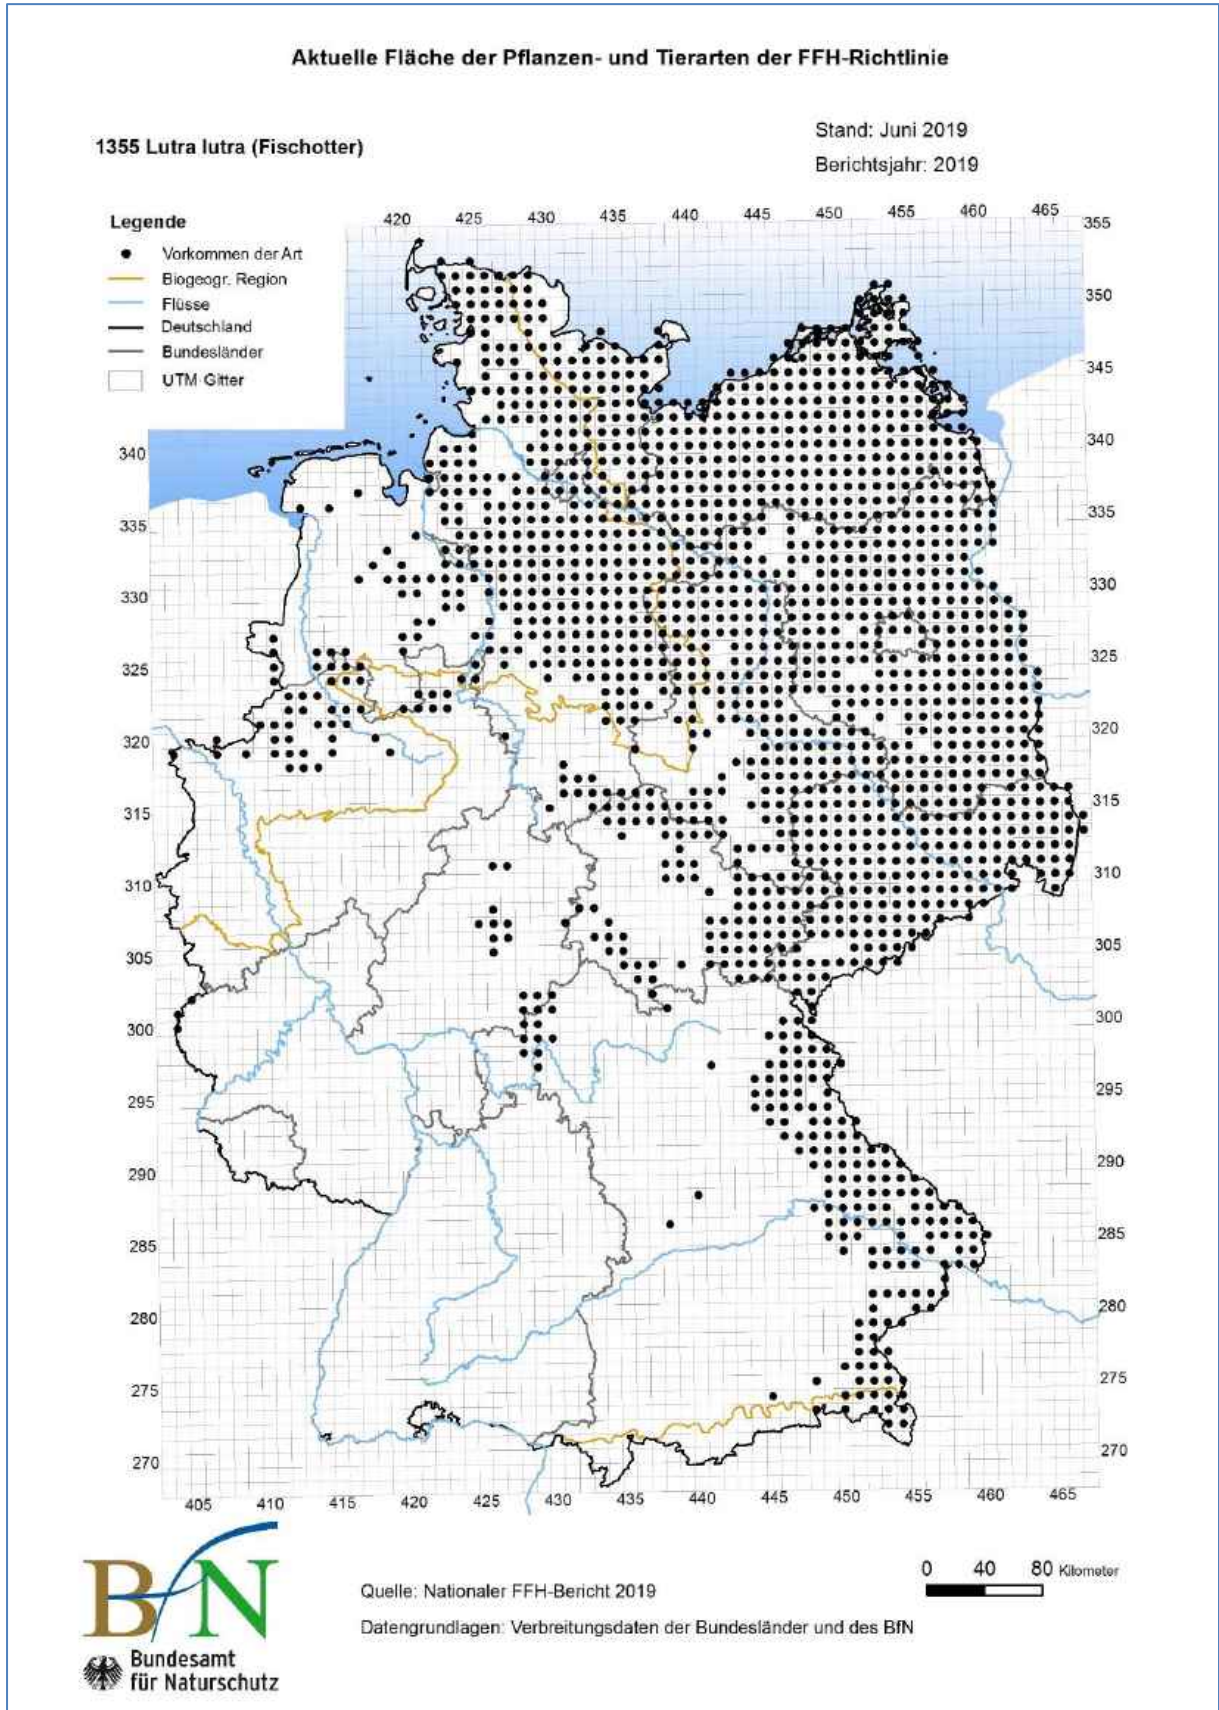 Aktuelle Fläche der Pflanzen- und Tierarten der FFH-Richtlinie
Stand: Juni 2019
1355 Lutra lutra (Fischotter)
Berichtsjahr: 2019
Legende
Vorkommen der Art
Biogeogr. Region
Flüsse
Deutschland
Bundesländer
UTM-Gitter
420 425 430 435 440 445 450 455 460 465
355
350
345
340 340
335 335
330 330
325 325
320 320
315 315
310 310
305 305
300 300
295 295
290 290
285 285
280 280
275 275
270 270
405 410 415 420 425 430 435 440 445 450 455 460 465
BfN
Bundesamt
für Naturschutz
0 40 80 Kilometer
Quelle: Nationaler FFH-Bericht 2019
Datengrundlagen: Verbreitungsdaten der Bundesländer und des BfN